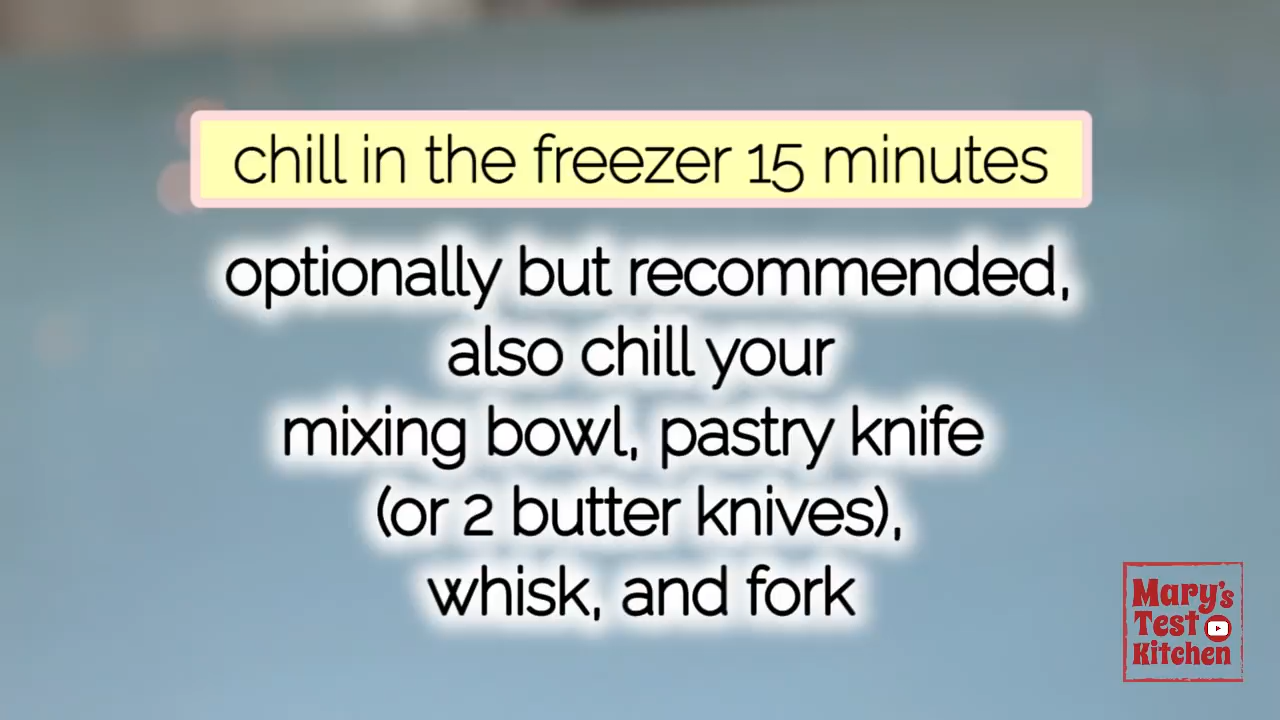 chill in the freezer 15 minutes
optionally but recommended,
also chill your
mixing bowl, pastry knife
(or 2 butter knives),
whisk, and fork
Mary's
Test
Kitchen